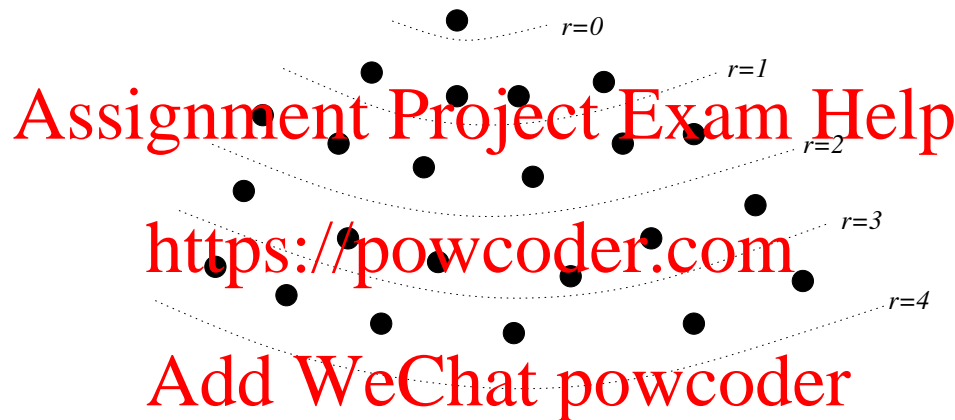 r=0
r=1
Assignment Project Exam Help
r=2
r=3
https://powcoder.com
r=4
Add WeChat powcoder